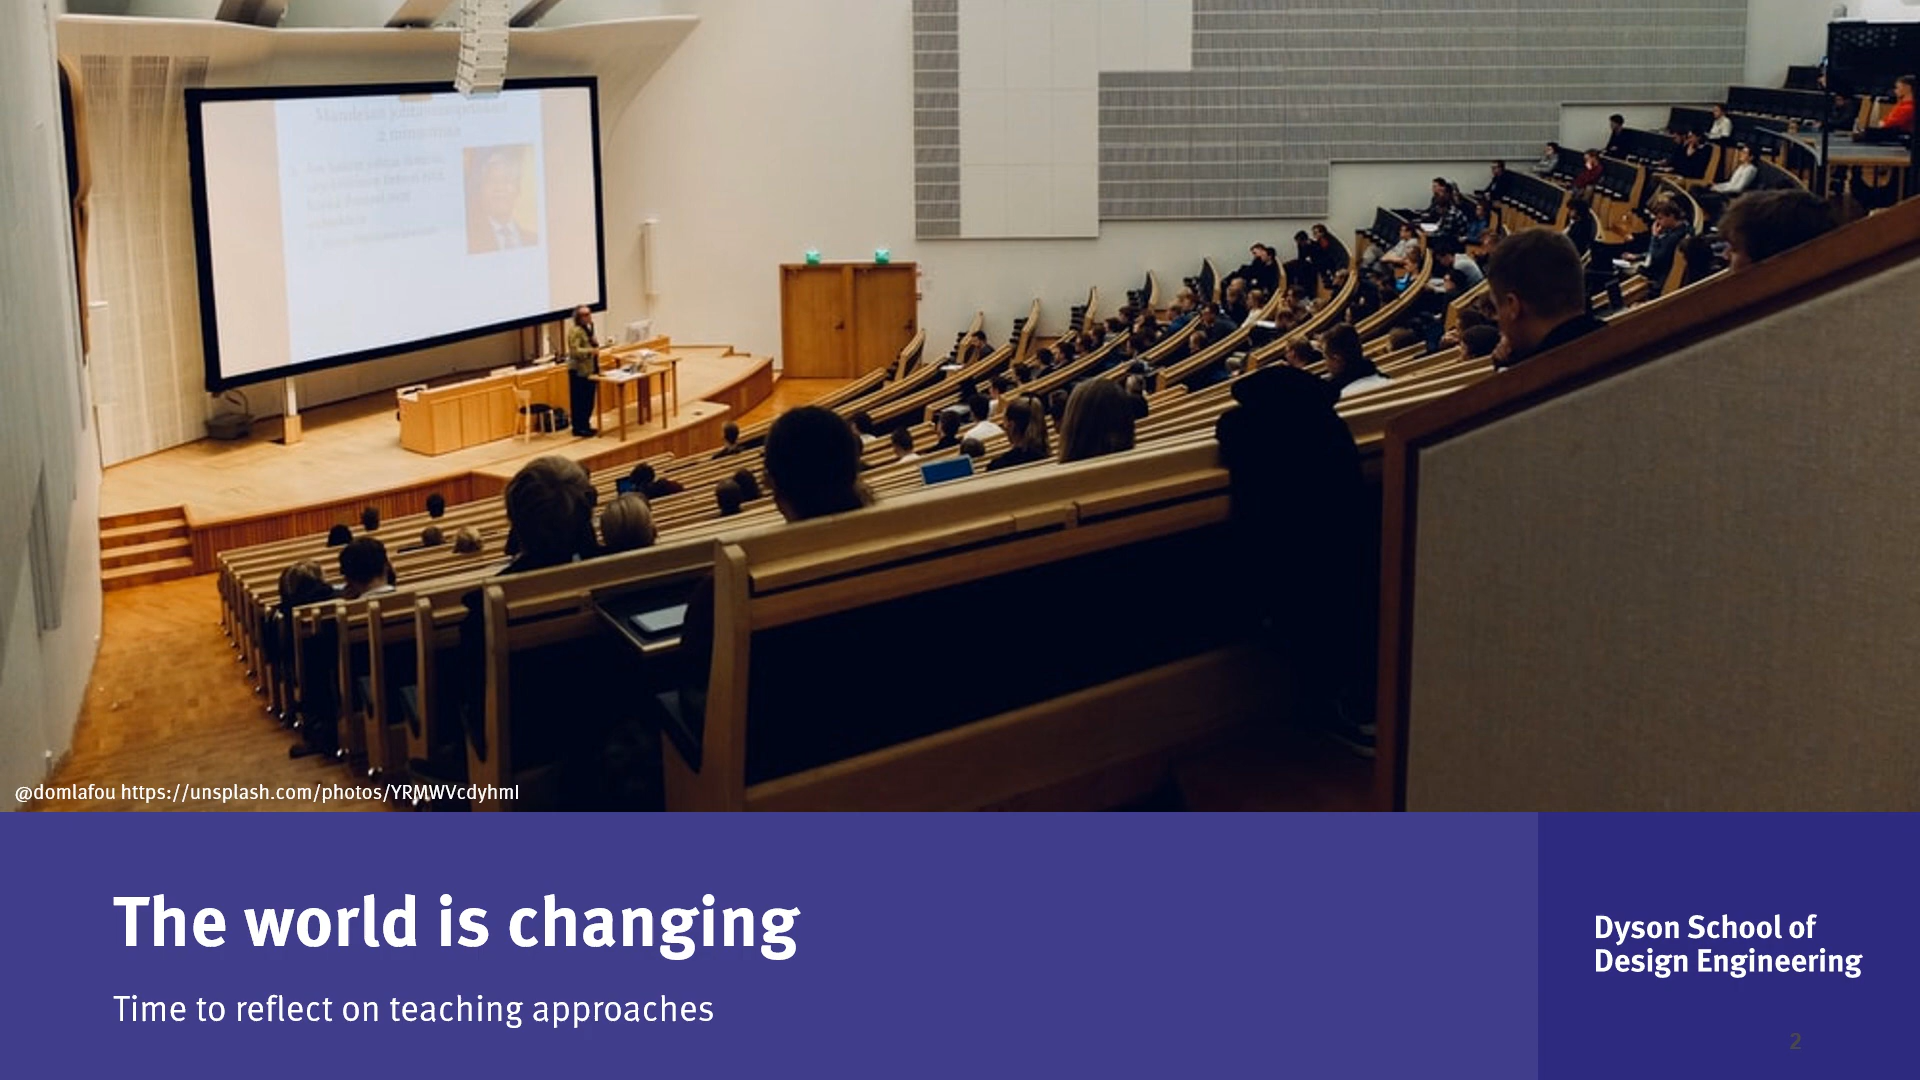 @domlafou https://unsplash.com/photos/YRMWVcdyhmI
The world is changing
Time to reflect on teaching approaches
Dyson School of
Design Engineering
2